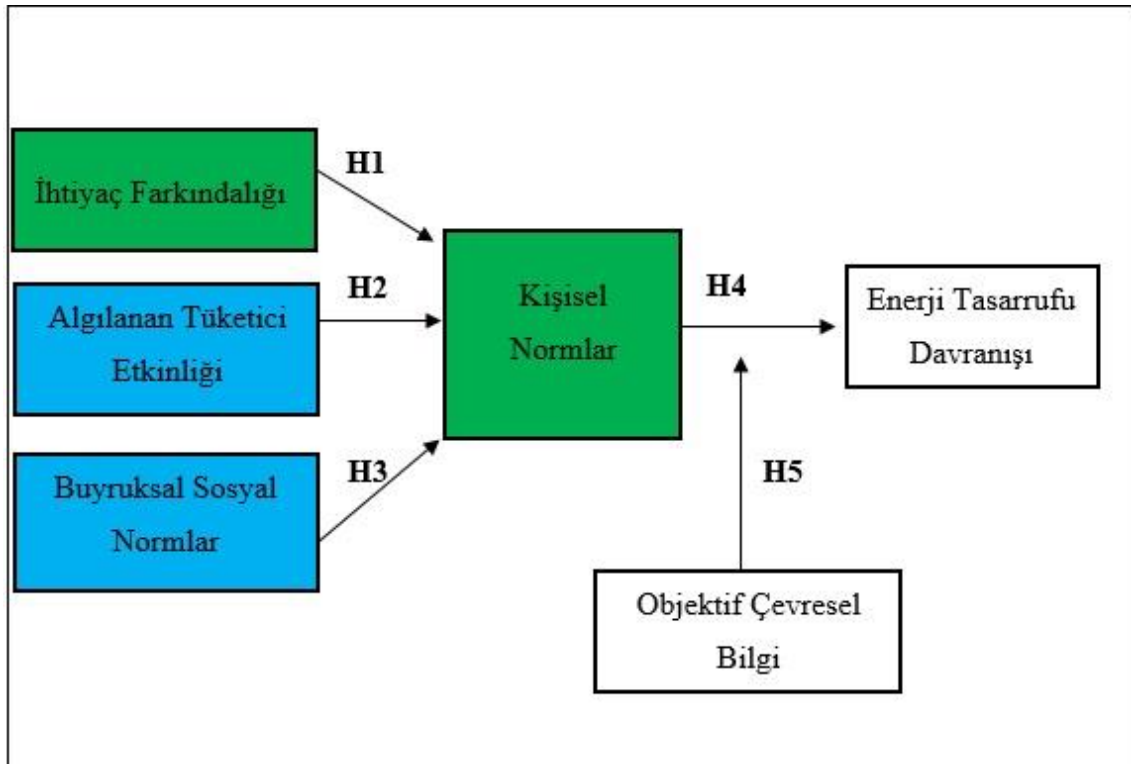 İhtiyaç Farkındalığı
H1
Algılanan Tüketici
Etkinliği
H2
Buyruksal Sosyal
Normlar
H3
Kişisel
Normlar
H4
Enerji Tasarrufu
Davranışı
H5
Objektif Çevresel
Bilgi